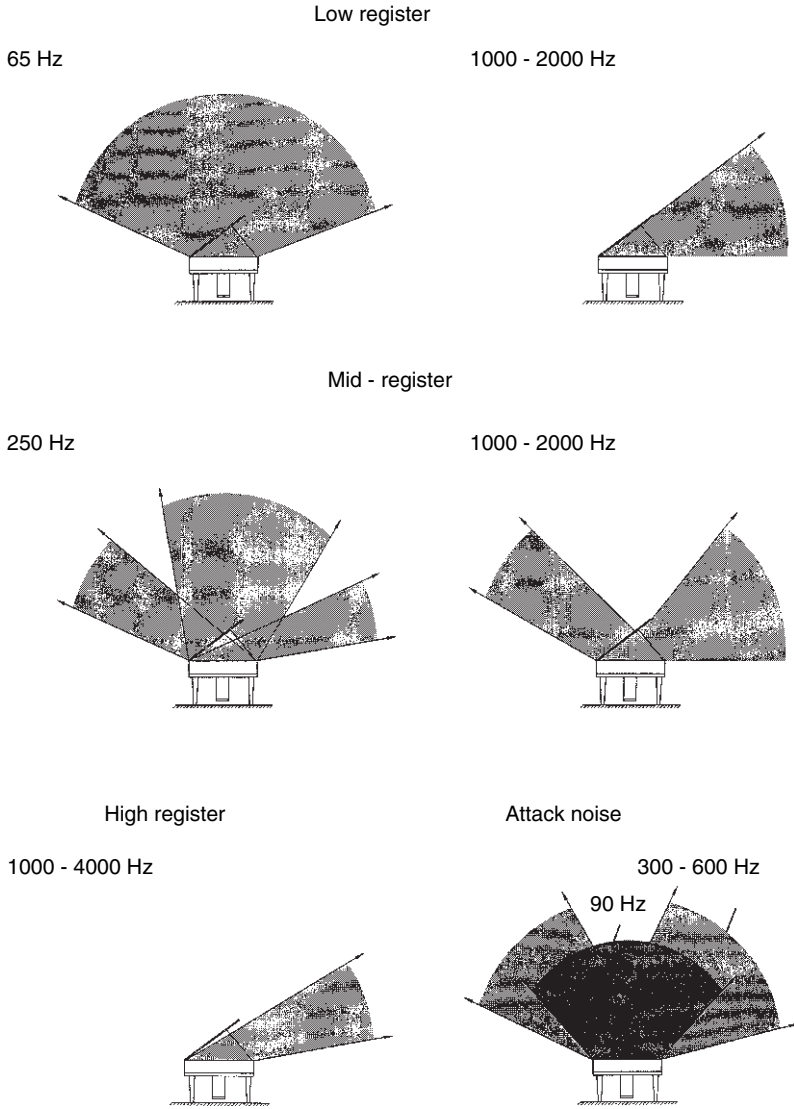 Low register
65 Hz
1000 - 2000 Hz
Mid - register
250 Hz
1000 - 2000 Hz
High register
Attack noise
1000 - 4000 Hz
300 - 600 Hz
90 Hz